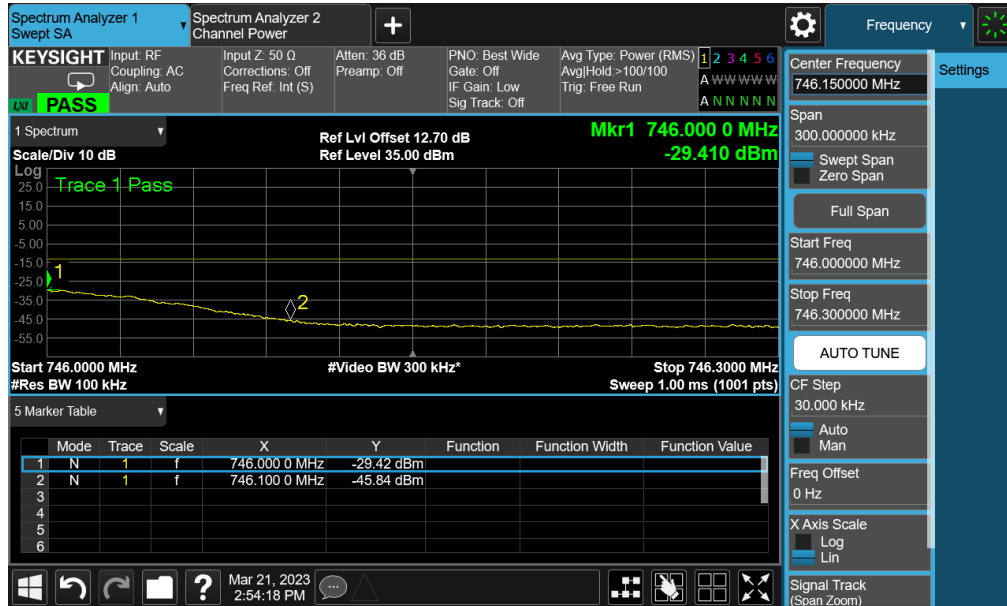 Spectrum Analyzer 1
Swept SA
Spectrum Analyzer 2
Channel Power
Frequency
KEYSIGHT
LXI
PASS
Input: RF
Coupling: AC
Align: Auto
Input Z: 50 Ω
Corrections: Off
Freq Ref: Int (S)
Atten: 36 dB
Preamp: Off
PNO: Best Wide
Gate: Off
IF Gain: Low
Sig Track: Off
Avg Type: Power (RMS)
Avg|Hold:>100/100
Trig: Free Run
1 2 3 4 5 6
A W W W W W
A N N N N N
1 Spectrum
Scale/Div 10 dB
Ref Lvl Offset 12.70 dB
Ref Level 35.00 dBm
Mkr1 746.000 0 MHz
-29.410 dBm
Log
Trace 1 Pass
25.0
15.0
5.00
-5.00
-15.0
-25.0
-35.0
-45.0
-55.0
1
2
Start 746.0000 MHz
#Res BW 100 kHz
#Video BW 300 kHz*
Stop 746.3000 MHz
Sweep 1.00 ms (1001 pts)
5 Marker Table
Mode Trace Scale X Y Function Function Width Function Value
1 N 1 f 746.000 0 MHz -29.42 dBm
2 N 1 f 746.100 0 MHz -45.84 dBm
3
4
5
6
Mar 21, 2023
2:54:18 PM
Center Frequency
746.150000 MHz
Settings
Span
300.000000 kHz
Swept Span
Zero Span
Full Span
Start Freq
746.000000 MHz
Stop Freq
746.300000 MHz
AUTO TUNE
CF Step
30.000 kHz
Auto
Man
Freq Offset
0 Hz
X Axis Scale
Log
Lin
Signal Track
(Span Zoom)